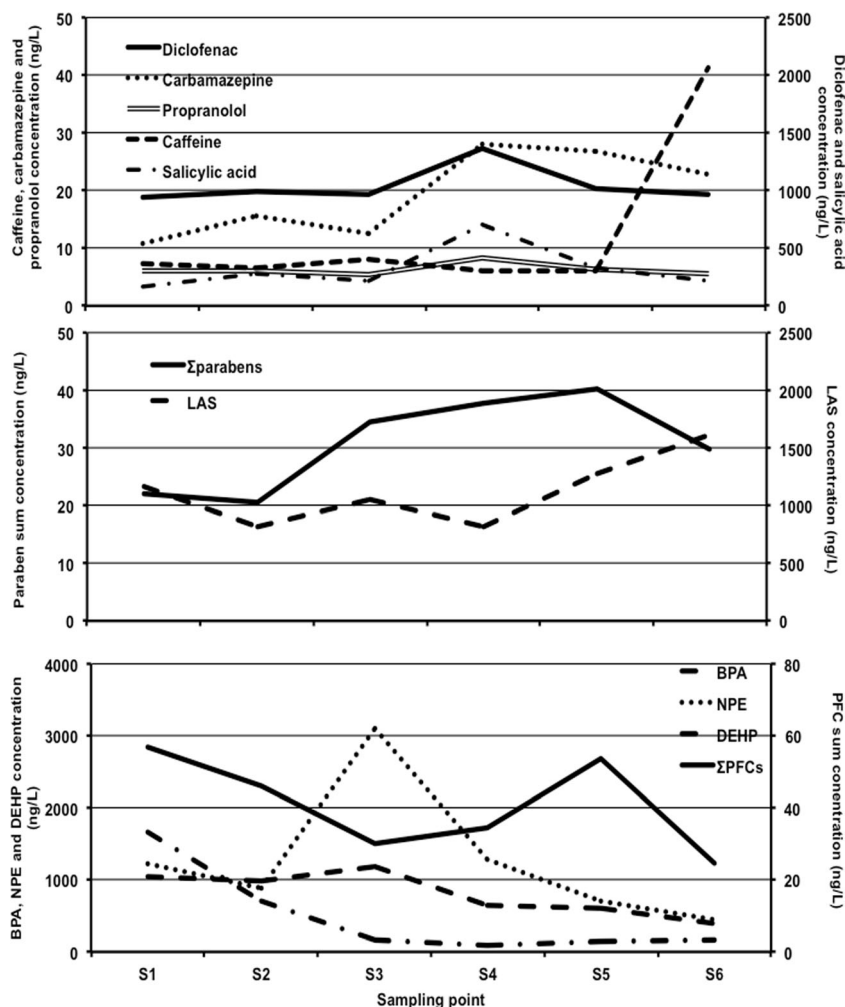 Caffeine, carbamazepine and
propranolol concentration (ng/L)
50
40
30
20
10
0
Diclofenac
Carbamazepine
Propranolol
Caffeine
Salicylic acid
2500
2000
1500
1000
500
0
Diclofenac and salicylic acid
concentration (ng/L)
Paraben sum concentration (ng/L)
50
40
30
20
10
0
Σparabens
LAS
2500
2000
1500
1000
500
0
LAS concentration (ng/L)
BPA, NPE and DEHP concentration
(ng/L)
4000
3000
2000
1000
0
BPA
NPE
DEHP
ΣPFCs
80
60
40
20
0
PFC sum conentration (ng/L)
S1 S2 S3 S4 S5 S6
Sampling point